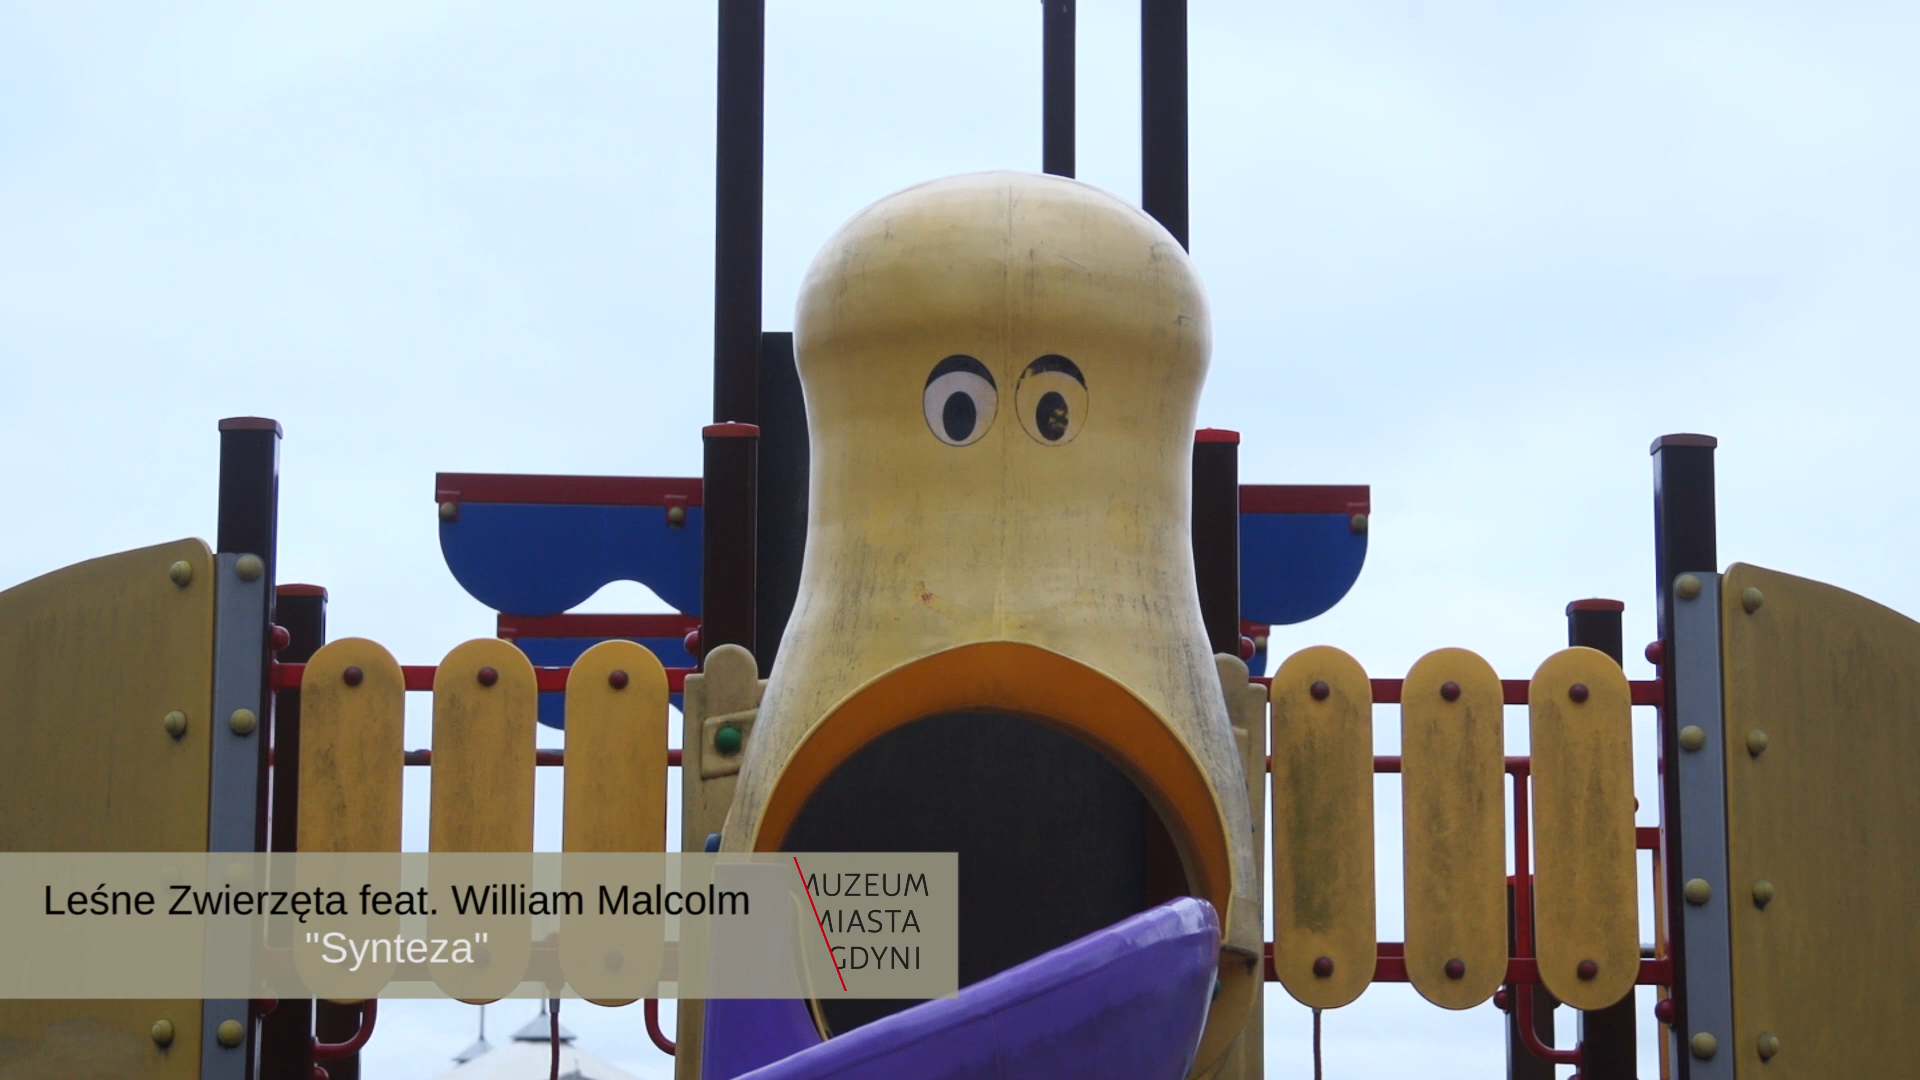 Leśne Zwierzęta feat. William Malcolm
"Synteza"
MUZEUM
MIASTA
GDYNI